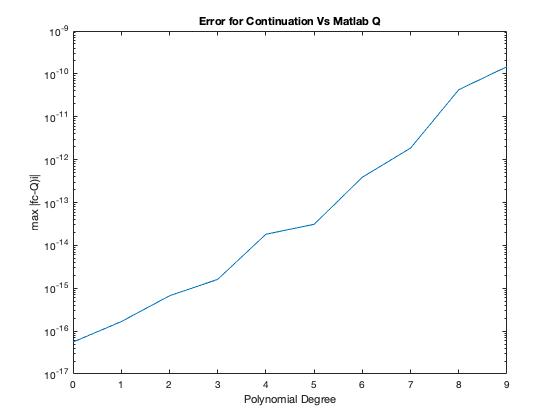 Error for Continuation Vs Matlab Q
10-9
10-10
10-11
10-12
10-13
10-14
10-15
10-16
10-17
max |fc-Q)i|
0 1 2 3 4 5 6 7 8 9
Polynomial Degree